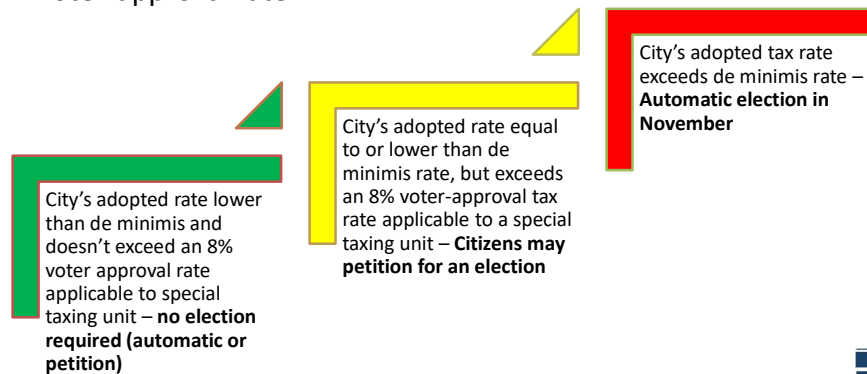 City's adopted tax rate
exceeds de minimis rate –
Automatic election in
November
City's adopted rate equal
to or lower than de
minimis rate, but exceeds
an 8% voter-approval tax
rate applicable to a special
taxing unit – Citizens may
petition for an election
City's adopted rate lower
than de minimis and
doesn't exceed an 8%
voter approval rate
applicable to special
taxing unit – no election
required (automatic or
petition)